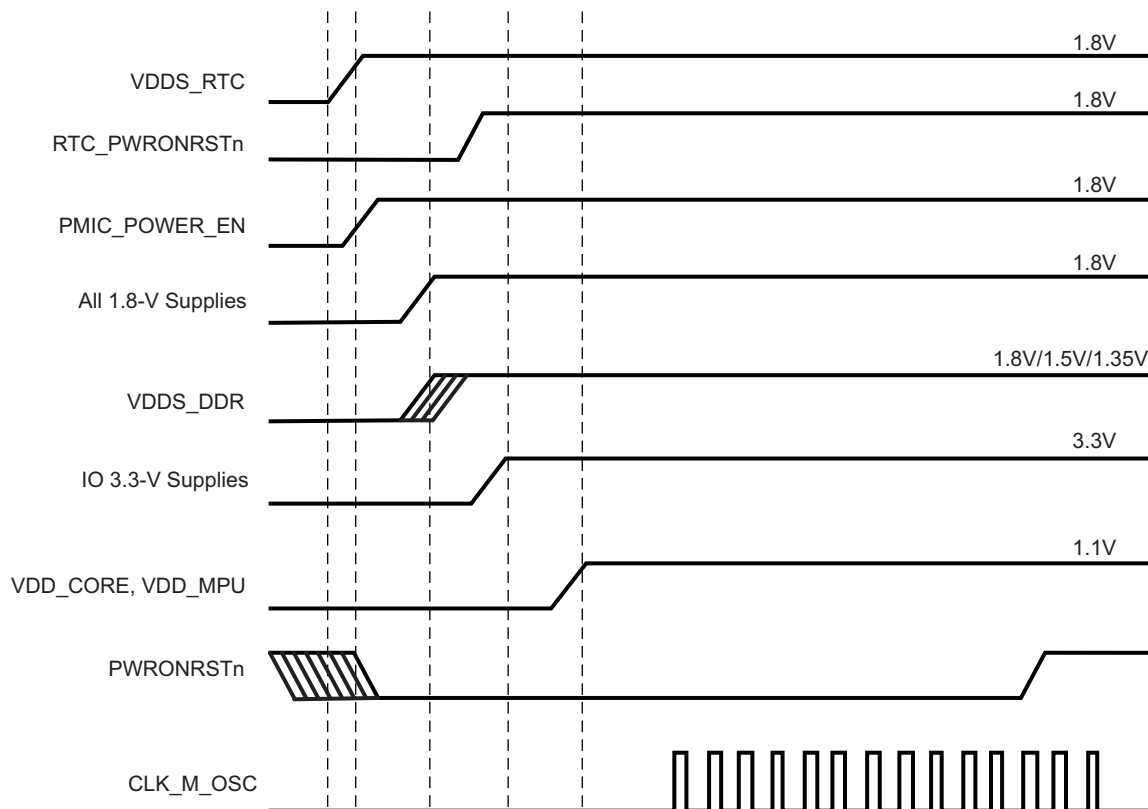 1.8V
VDDS_RTC
1.8V
RTC_PWRONRSTn
1.8V
PMIC_POWER_EN
1.8V
All 1.8-V Supplies
1.8V/1.5V/1.35V
VDDS_DDR
3.3V
IO 3.3-V Supplies
1.1V
VDD_CORE, VDD_MPU
PWRONRSTn
CLK_M_OSC